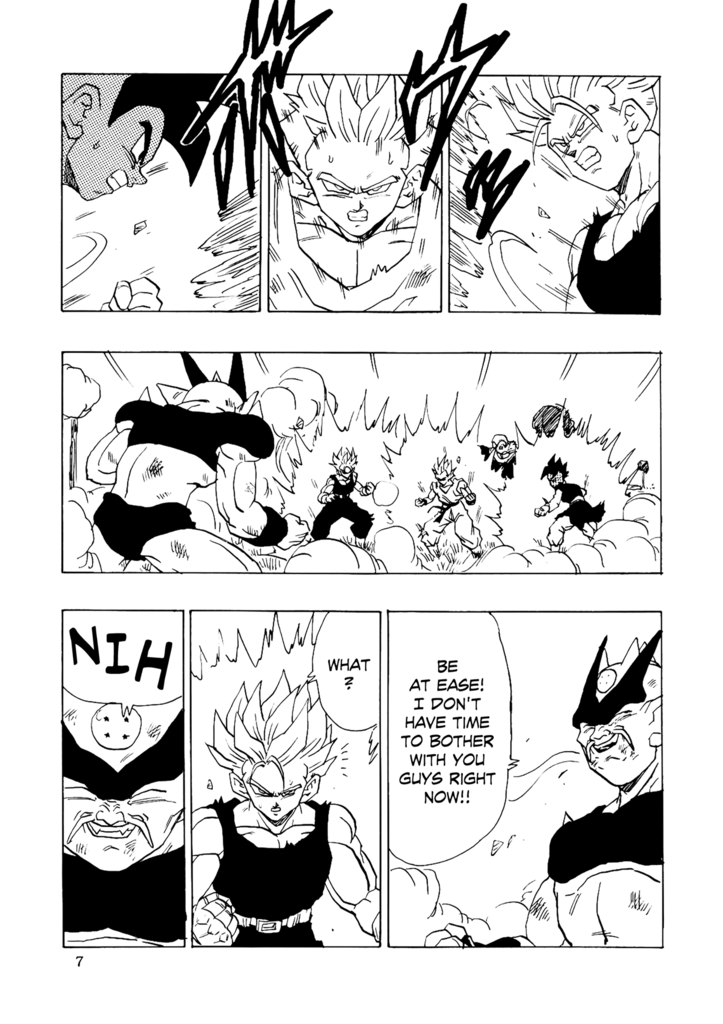 BE
AT EASE!
I DON'T
HAVE TIME
TO BOTHER
WITH YOU
GUYS RIGHT
NOW!!
WHAT
?
NIH
7